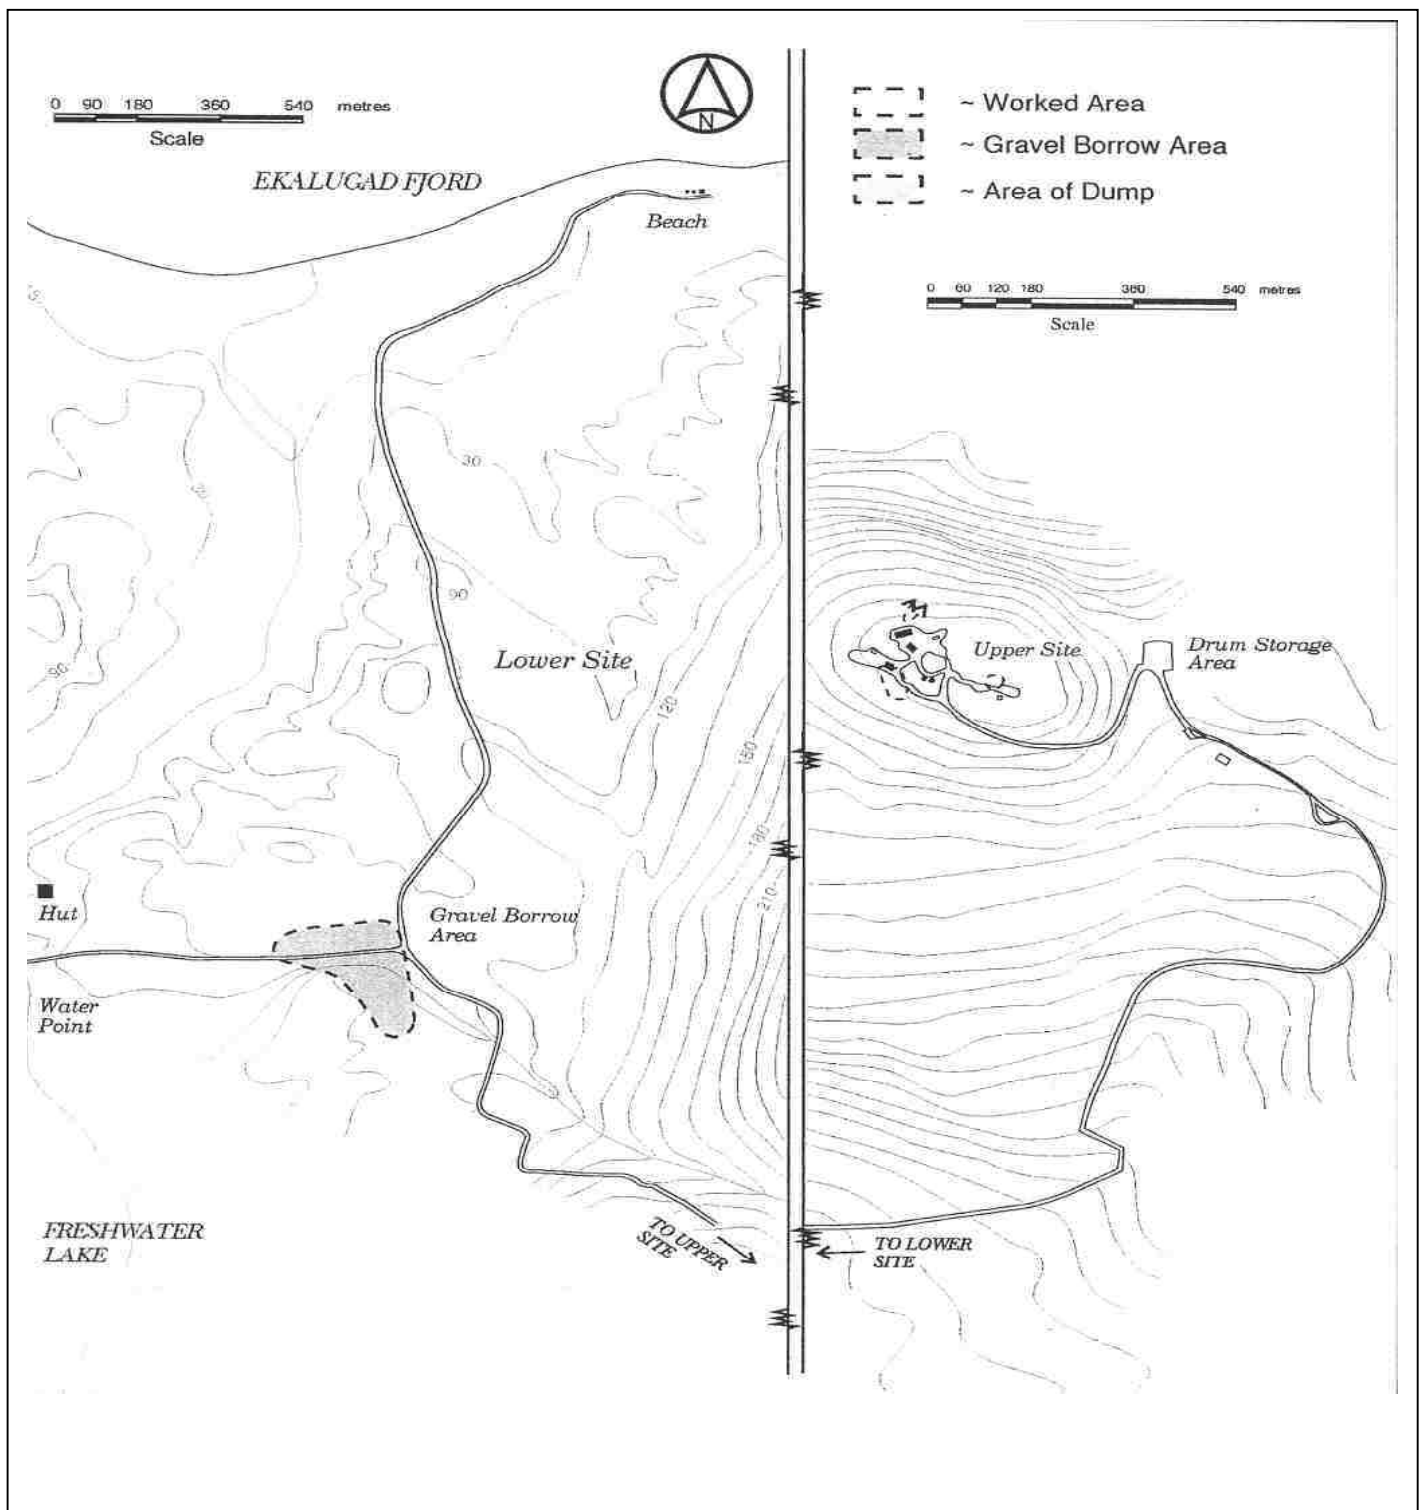 0 90 180 360 540 metres
Scale
N
~ Worked Area
~ Gravel Borrow Area
~ Area of Dump
EKALUGAD FJORD
Beach
0 60 120 180 360 540 metres
Scale
30
90
90
Lower Site
120
150
180
210
Upper Site
Drum Storage
Area
Hut
Gravel Borrow
Area
Water
Point
FRESHWATER
LAKE
TO UPPER
SITE
TO LOWER
SITE